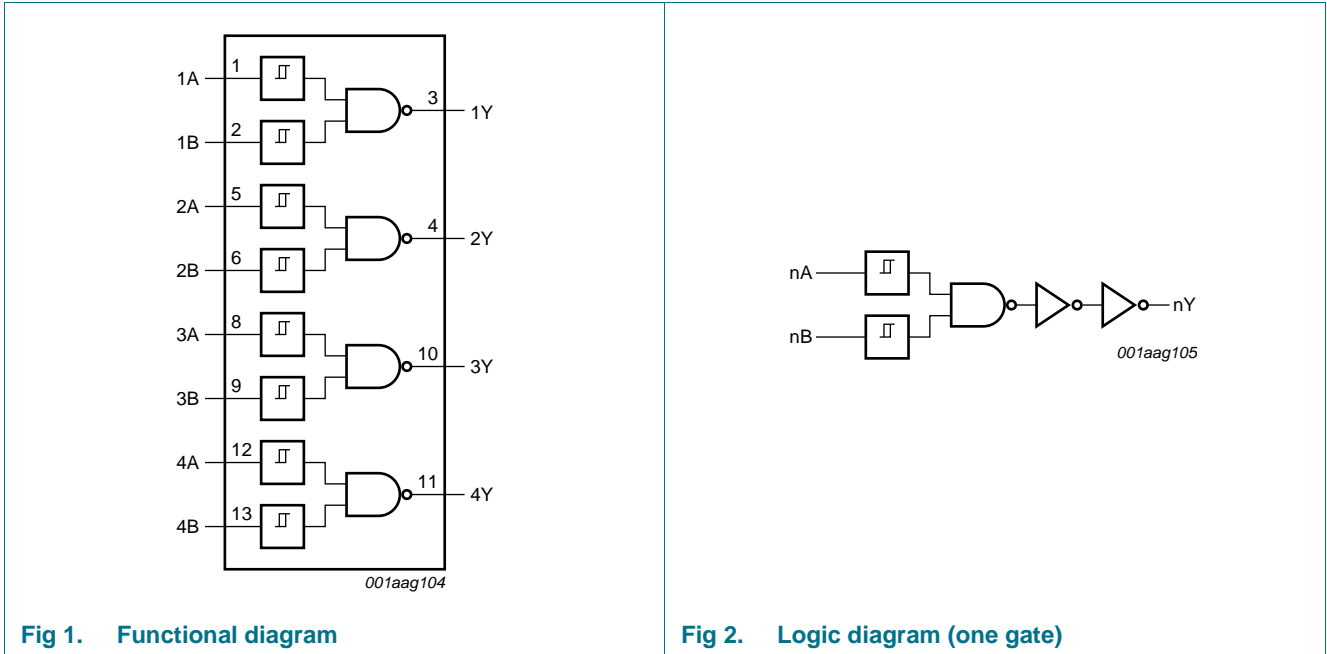 1A 1
3 1Y
1B 2
2A 5
4 2Y
2B 6
3A 8
10 3Y
3B 9
4A 12
11 4Y
4B 13
001aag104
Fig 1. Functional diagram
nA
nY
nB
001aag105
Fig 2. Logic diagram (one gate)